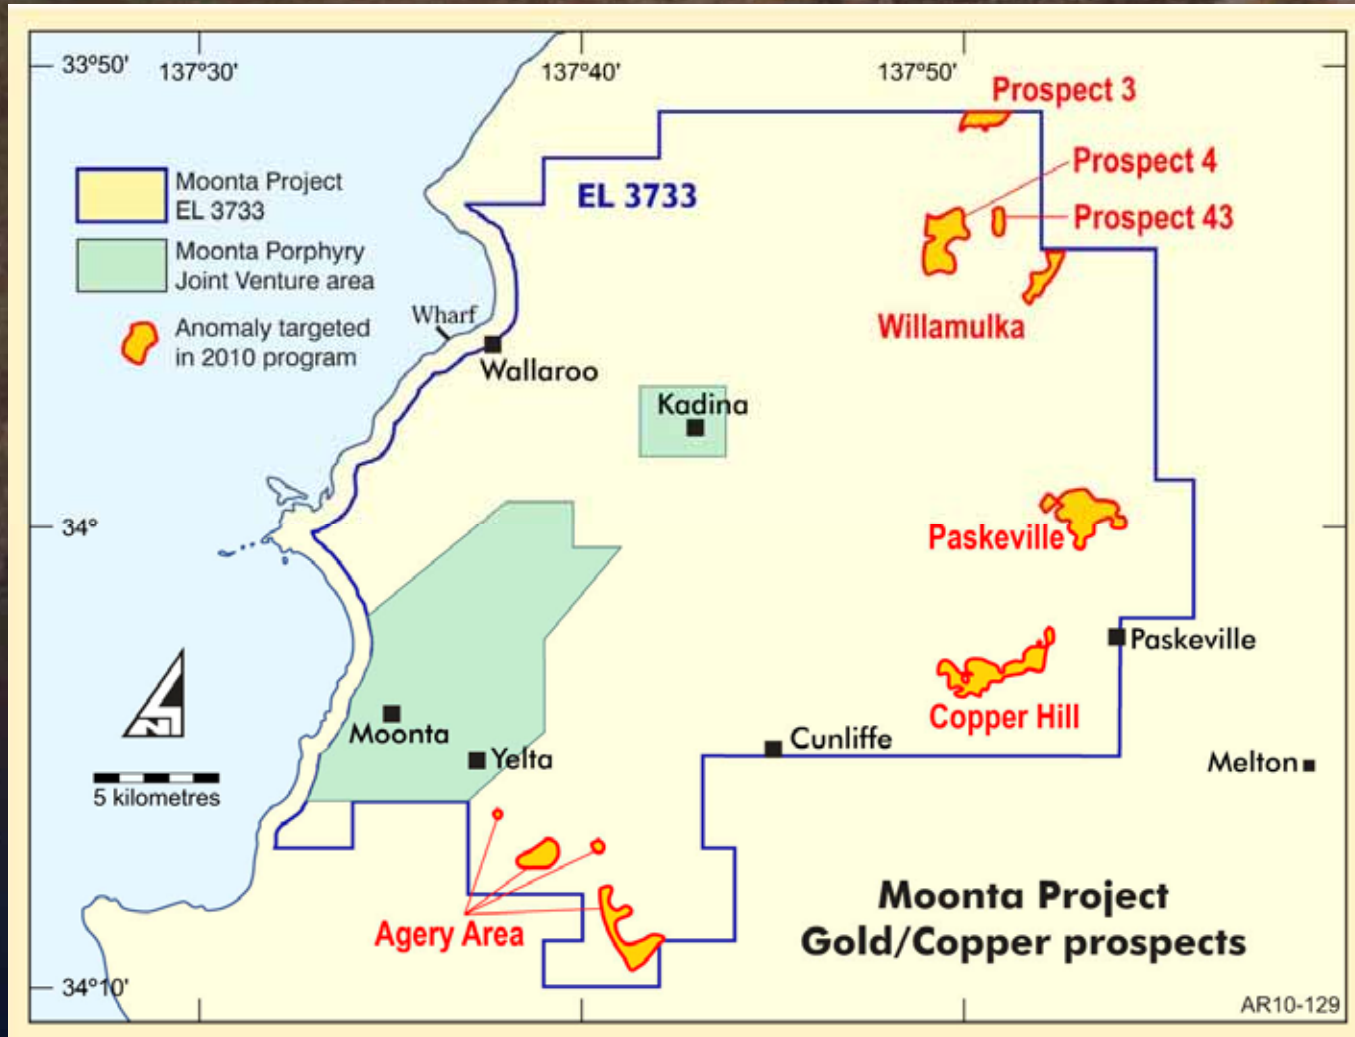 33°50'
137°30'
137°40'
137°50'
Prospect 3
Prospect 4
Prospect 43
Moonta Project
EL 3733
EL 3733
Moonta Porphyry
Joint Venture area
Anomaly targeted
in 2010 program
Wharf
Wallaroo
Willamulka
Kadina
34°
Paskeville
Paskeville
Copper Hill
Moonta
Yelta
Cunliffe
Melton
N
5 kilometres
Agery Area
Moonta Project
Gold/Copper prospects
34°10'
AR10-129